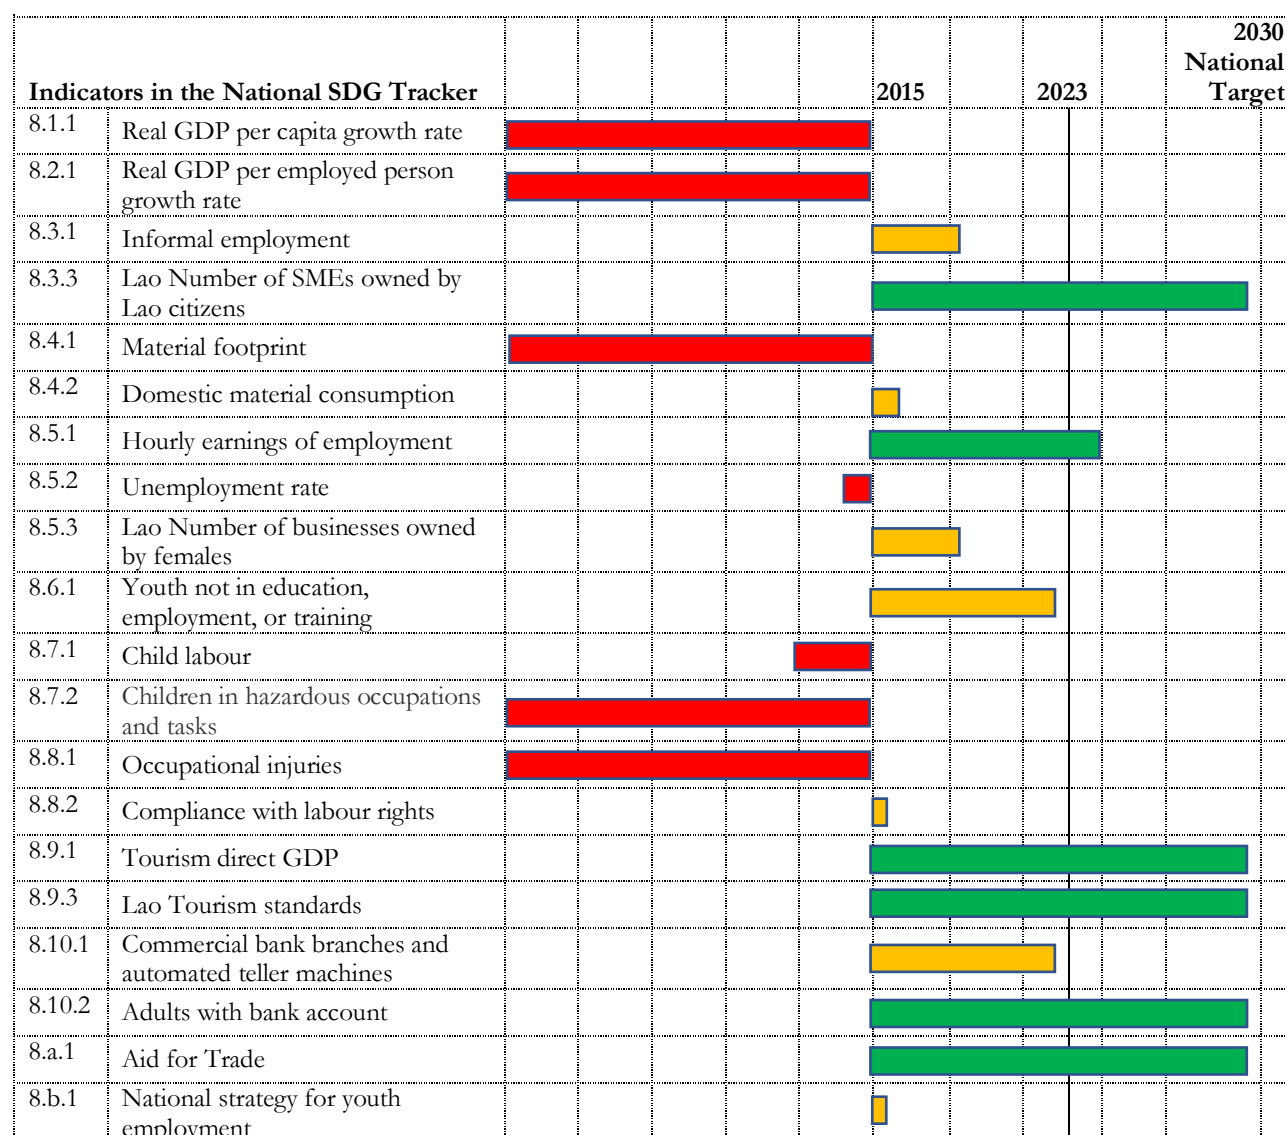 2030
National
Indicators in the National SDG Tracker 2015 2023 Target
8.1.1 Real GDP per capita growth rate
8.2.1 Real GDP per employed person
growth rate
8.3.1 Informal employment
8.3.3 Lao Number of SMEs owned by
Lao citizens
8.4.1 Material footprint
8.4.2 Domestic material consumption
8.5.1 Hourly earnings of employment
8.5.2 Unemployment rate
8.5.3 Lao Number of businesses owned
by females
8.6.1 Youth not in education,
employment, or training
8.7.1 Child labour
8.7.2 Children in hazardous occupations
and tasks
8.8.1 Occupational injuries
8.8.2 Compliance with labour rights
8.9.1 Tourism direct GDP
8.9.3 Lao Tourism standards
8.10.1 Commercial bank branches and
automated teller machines
8.10.2 Adults with bank account
8.a.1 Aid for Trade
8.b.1 National strategy for youth
employment